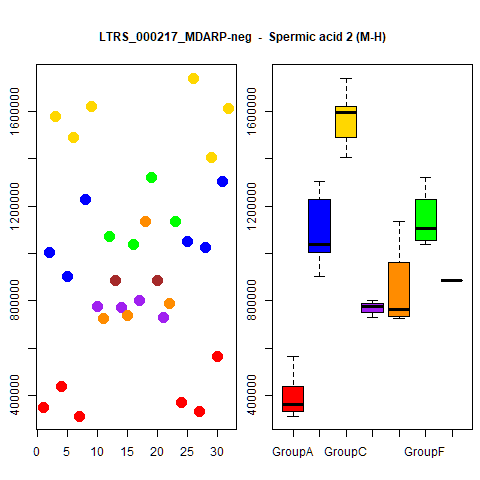 LTRS_000217_MDARP-neg - Spermic acid 2 (M-H)
400000 800000 1200000 1600000
0 5 10 15 20 25 30
400000 800000 1200000 1600000
GroupA GroupC GroupF